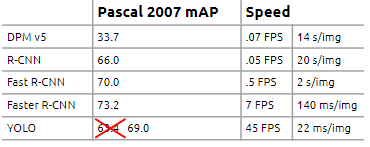 Pascal 2007 mAP Speed
DPM v5 33.7 .07 FPS 14 s/img
R-CNN 66.0 .05 FPS 20 s/img
Fast R-CNN 70.0 .5 FPS 2 s/img
Faster R-CNN 73.2 7 FPS 140 ms/img
YOLO 63.4 69.0 45 FPS 22 ms/img